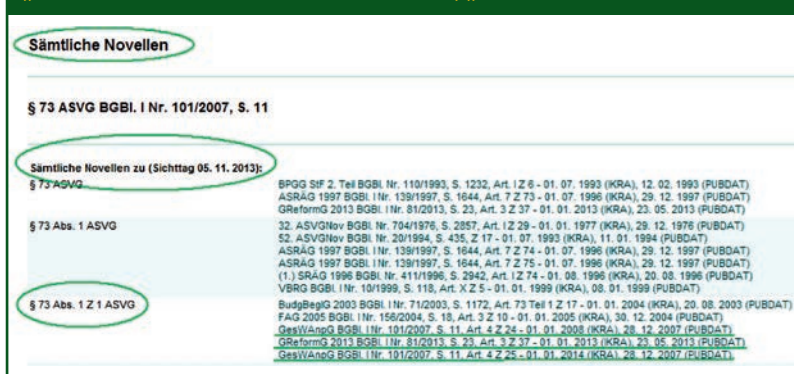 Sämtliche Novellen
§ 73 ASVG BGBl. I Nr. 101/2007, S. 11
Sämtliche Novellen zu (Sichttag 05. 11. 2013):
§ 73 ASVG
BPGG StF 2. Teil BGBl. Nr. 110/1993, S. 1232, Art. I Z 6 - 01. 07. 1993 (IKRA), 12. 02. 1993 (PUBDAT)
ASRÄG 1997 BGBl. I Nr. 139/1997, S. 1644, Art. 7 Z 73 - 01. 07. 1996 (IKRA), 29. 12. 1997 (PUBDAT)
GReformG 2013 BGBl. I Nr. 81/2013, S. 23, Art. 3 Z 37 - 01. 01. 2013 (IKRA), 23. 05. 2013 (PUBDAT)
§ 73 Abs. 1 ASVG
32. ASVGNov BGBl. Nr. 704/1976, S. 2857, Art. I Z 29 - 01. 01. 1977 (IKRA), 29. 12. 1976 (PUBDAT)
52. ASVGNov BGBl. Nr. 20/1994, S. 435, Z 17 - 01. 07. 1993 (IKRA), 11. 01. 1994 (PUBDAT)
ASRÄG 1997 BGBl. I Nr. 139/1997, S. 1644, Art. 7 Z 74 - 01. 07. 1996 (IKRA), 29. 12. 1997 (PUBDAT)
ASRÄG 1997 BGBl. I Nr. 139/1997, S. 1644, Art. 7 Z 75 - 01. 07. 1996 (IKRA), 29. 12. 1997 (PUBDAT)
(1.) SRÄG 1996 BGBl. Nr. 411/1996, S. 2942, Art. I Z 74 - 01. 08. 1996 (IKRA), 20. 08. 1996 (PUBDAT)
VBRG BGBl. I Nr. 10/1999, S. 118, Art. X Z 5 - 01. 01. 1999 (IKRA), 08. 01. 1999 (PUBDAT)
§ 73 Abs. 1 Z 1 ASVG
BudgBeglG 2003 BGBl. I Nr. 71/2003, S. 1172, Art. 73 Teil 1 Z 17 - 01. 01. 2004 (IKRA), 20. 08. 2003 (PUBDAT)
FAG 2005 BGBl. I Nr. 156/2004, S. 18, Art. 3 Z 10 - 01. 01. 2005 (IKRA), 30. 12. 2004 (PUBDAT)
GesWAnpG BGBl. I Nr. 101/2007, S. 11, Art. 4 Z 24 - 01. 01. 2008 (IKRA), 28. 12. 2007 (PUBDAT)
GReformG 2013 BGBl. I Nr. 81/2013, S. 23, Art. 3 Z 37 - 01. 01. 2013 (IKRA), 23. 05. 2013 (PUBDAT)
GesWAnpG BGBl. I Nr. 101/2007, S. 11, Art. 4 Z 25 - 01. 01. 2014 (IKRA), 28. 12. 2007 (PUBDAT)